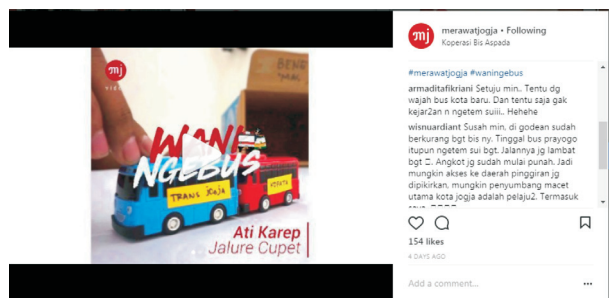 mj
VIDEO
BENE
MAS
WANI
NGEBUS
TRANS JOGJA
Ati Karep
Jalure Cupet
mj
merawatjogja • Following
Koperasi Bis Aspada
#merawatjogja #waningebus
armaditafikriani Setuju min.. Tentu dg
wajah bus kota baru. Dan tentu saja gak
kejar2an n ngetem suiii.. Hehehe
wisnuardiant Susah min, di godean sudah
berkurang bgt bis ny. Tinggal bus prayogo
itupun ngetem sui bgt. Jalannya jg lambat
bgt. Angkot jg sudah mulai punah. Jadi
mungkin akses ke daerah pinggiran jg
dipikirkan, mungkin penyumbang macet
utama kota jogja adalah pelaju2. Termasuk
154 likes
4 DAYS AGO
Add a comment...